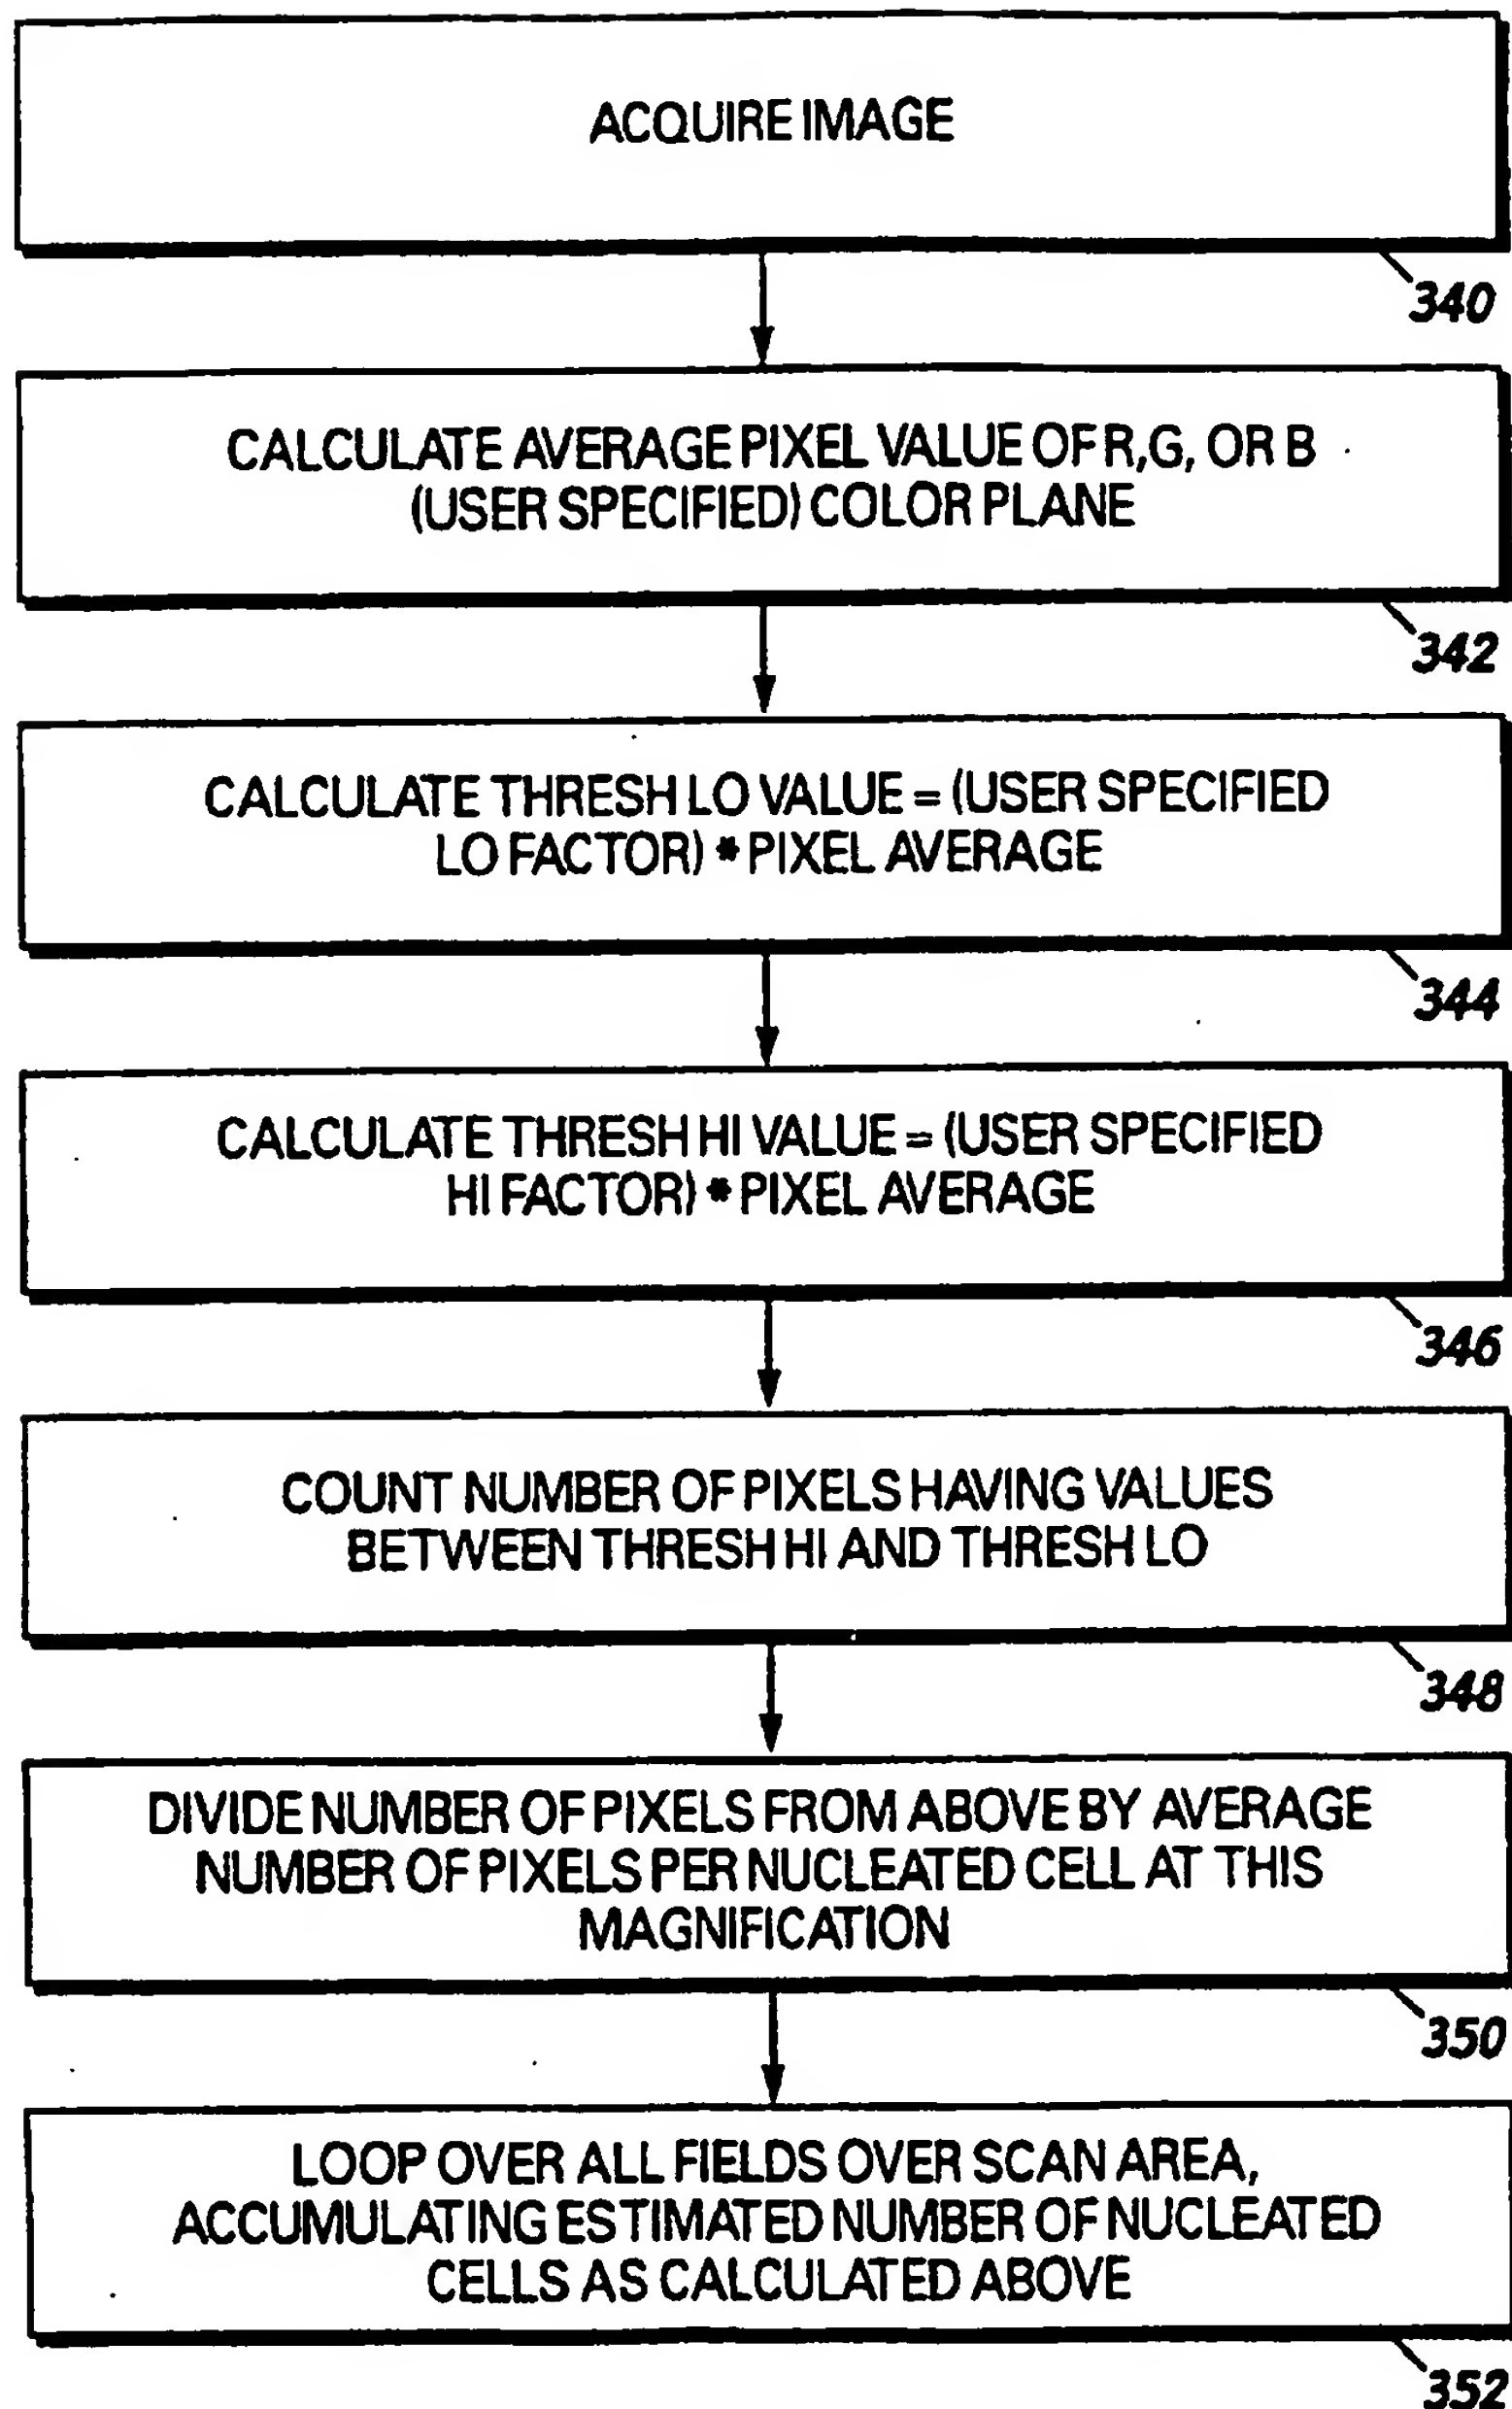 ACQUIRE IMAGE
340
CALCULATE AVERAGE PIXEL VALUE OF R,G, OR B
(USER SPECIFIED) COLOR PLANE
342
CALCULATE THRESH LO VALUE = (USER SPECIFIED
LO FACTOR) * PIXEL AVERAGE
344
CALCULATE THRESH HI VALUE = (USER SPECIFIED
HI FACTOR) * PIXEL AVERAGE
346
COUNT NUMBER OF PIXELS HAVING VALUES
BETWEEN THRESH HI AND THRESH LO
348
DIVIDE NUMBER OF PIXELS FROM ABOVE BY AVERAGE
NUMBER OF PIXELS PER NUCLEATED CELL AT THIS
MAGNIFICATION
350
LOOP OVER ALL FIELDS OVER SCAN AREA,
ACCUMULATING ESTIMATED NUMBER OF NUCLEATED
CELLS AS CALCULATED ABOVE
352